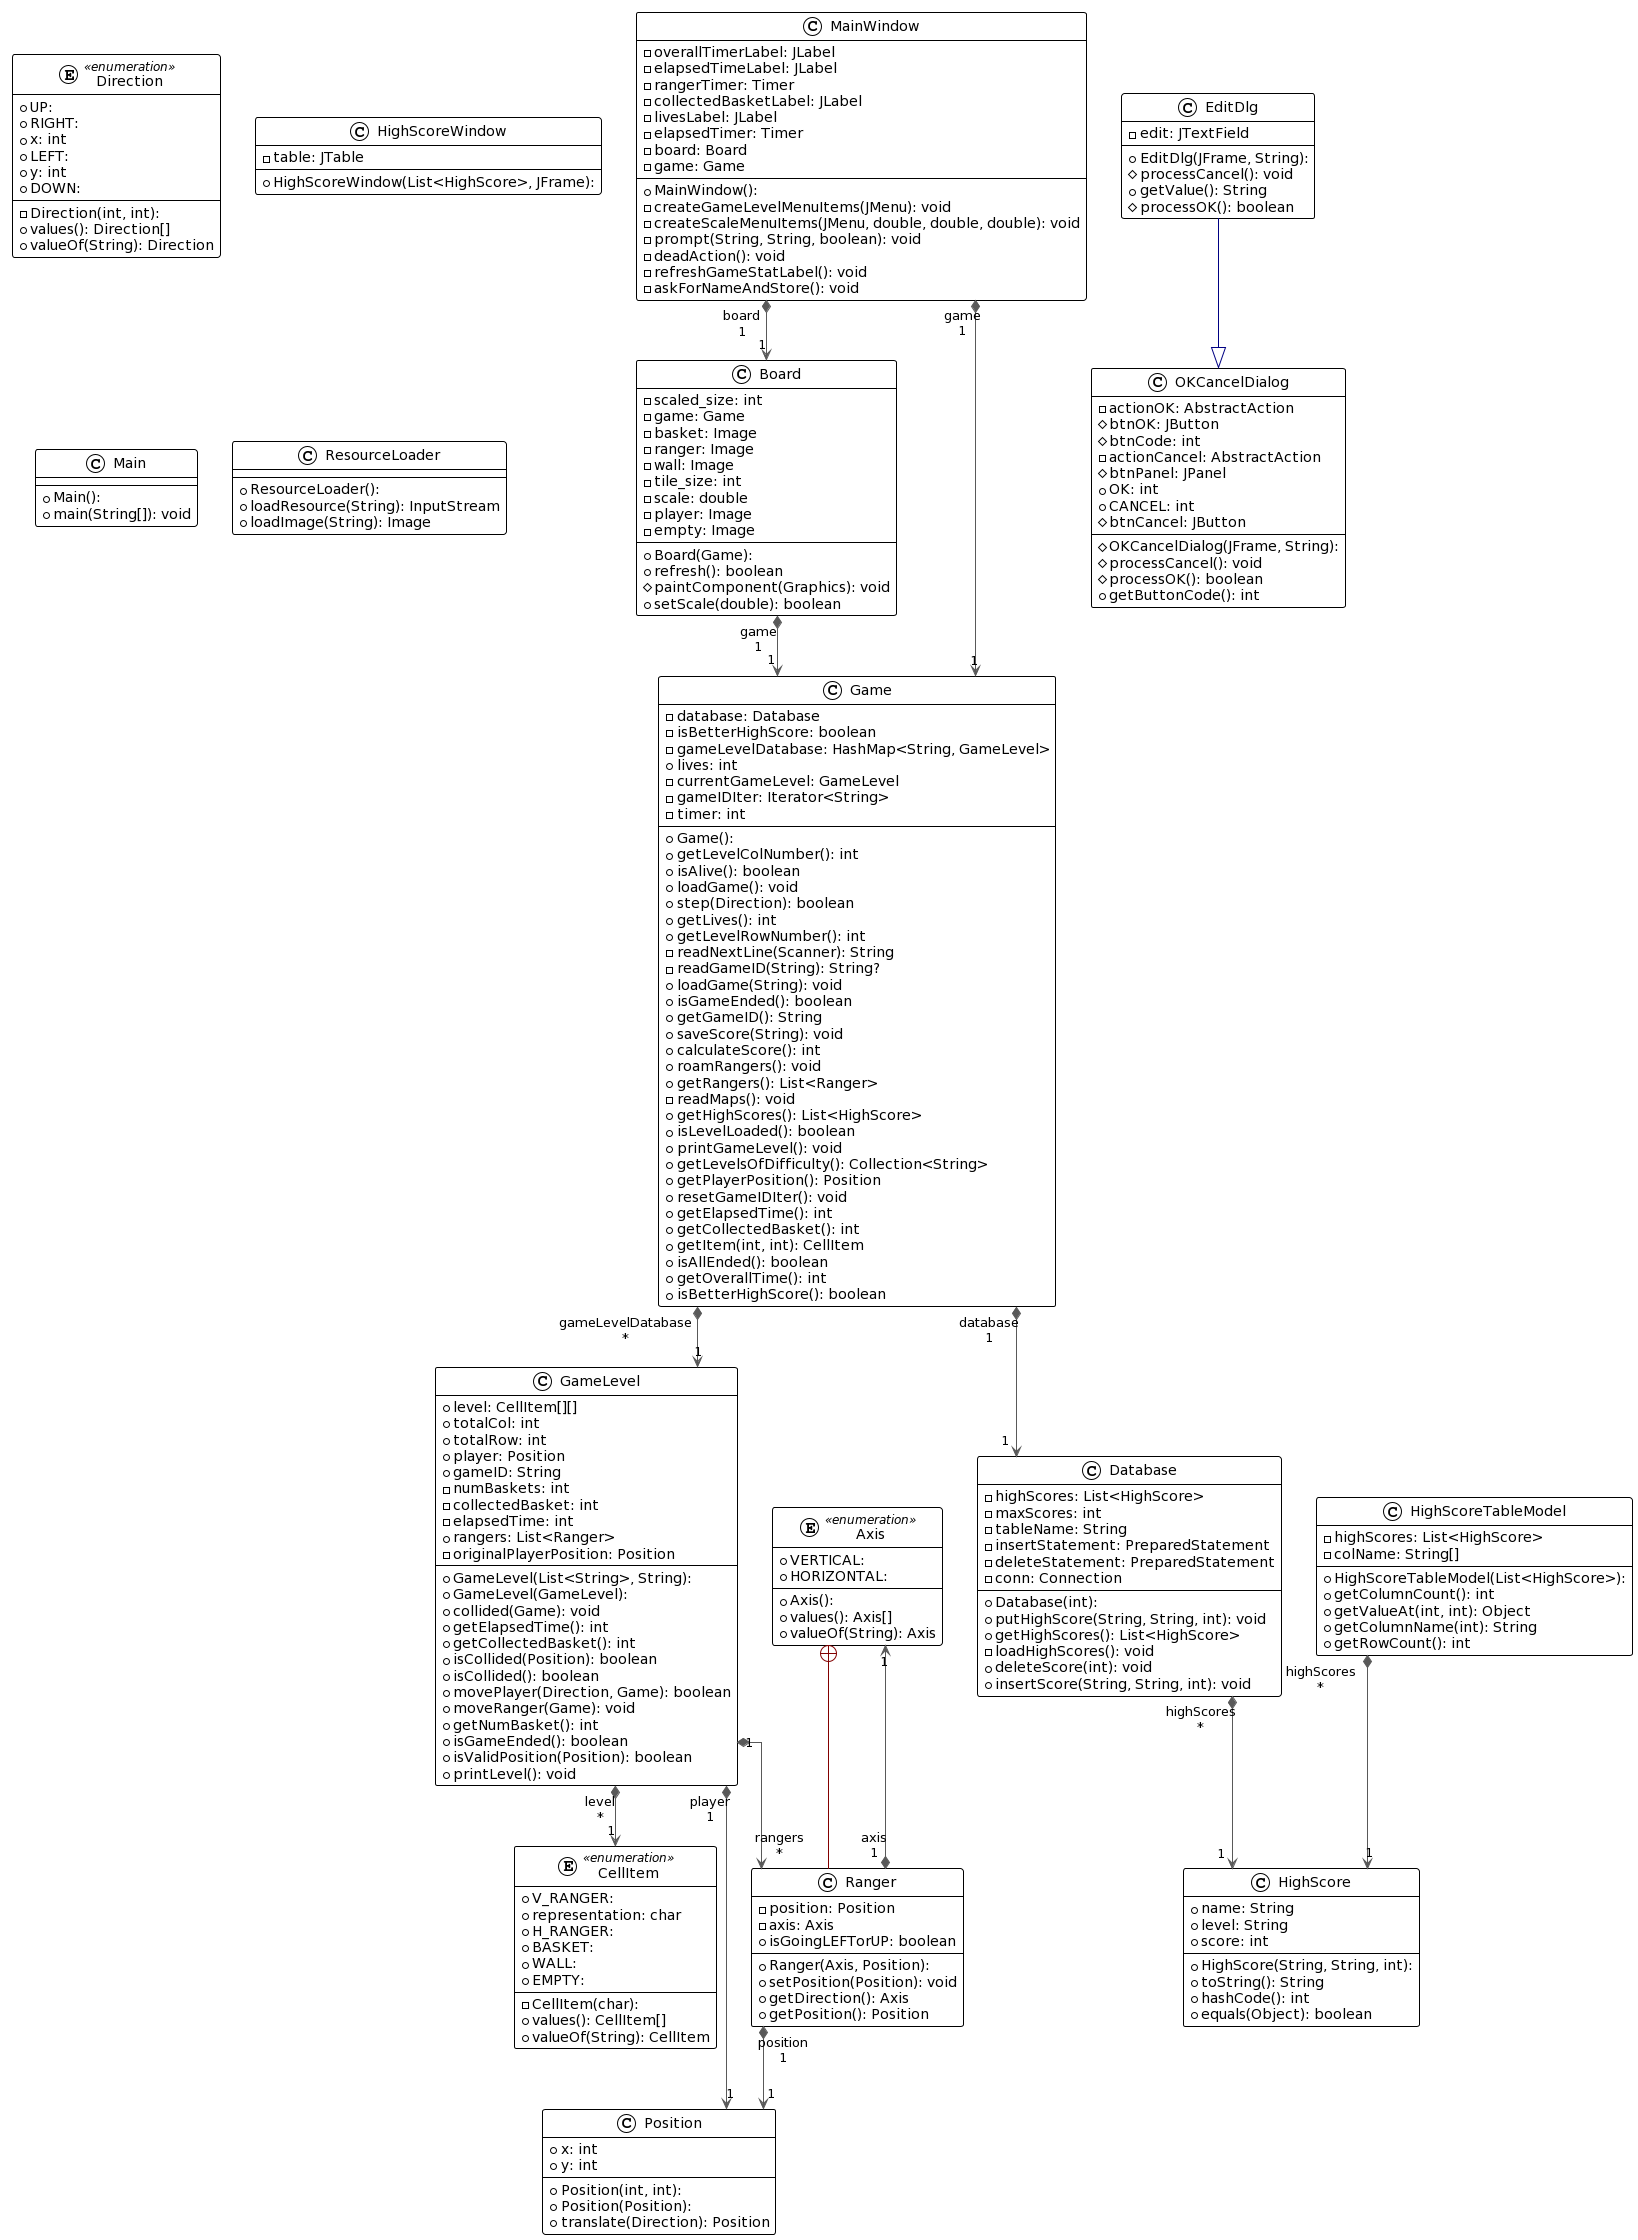 C MainWindow
overallTimerLabel: JLabel
elapsedTimeLabel: JLabel
rangerTimer: Timer
collectedBasketLabel: JLabel
livesLabel: JLabel
elapsedTimer: Timer
board: Board
game: Game
MainWindow():
createGameLevelMenuItems(JMenu): void
createScaleMenuItems(JMenu, double, double, double): void
prompt(String, String, boolean): void
deadAction(): void
refreshGameStatLabel(): void
askForNameAndStore(): void
E «enumeration»
Direction
UP:
RIGHT:
x: int
LEFT:
y: int
DOWN:
Direction(int, int):
values(): Direction[]
valueOf(String): Direction
C HighScoreWindow
table: JTable
HighScoreWindow(List<HighScore>, JFrame):
C EditDlg
edit: JTextField
EditDlg(JFrame, String):
processCancel(): void
getValue(): String
processOK(): boolean
board
1
1
game
1
1
C Main
Main():
main(String[]): void
C ResourceLoader
ResourceLoader():
loadResource(String): InputStream
loadImage(String): Image
C Board
scaled_size: int
game: Game
basket: Image
ranger: Image
wall: Image
tile_size: int
scale: double
player: Image
empty: Image
Board(Game):
refresh(): boolean
paintComponent(Graphics): void
setScale(double): boolean
C OKCancelDialog
actionOK: AbstractAction
btnOK: JButton
btnCode: int
actionCancel: AbstractAction
btnPanel: JPanel
OK: int
CANCEL: int
btnCancel: JButton
OKCancelDialog(JFrame, String):
processCancel(): void
processOK(): boolean
getButtonCode(): int
game
1
1
C Game
database: Database
isBetterHighScore: boolean
gameLevelDatabase: HashMap<String, GameLevel>
lives: int
currentGameLevel: GameLevel
gameIDIter: Iterator<String>
timer: int
Game():
getLevelColNumber(): int
isAlive(): boolean
loadGame(): void
step(Direction): boolean
getLives(): int
getLevelRowNumber(): int
readNextLine(Scanner): String
readGameID(String): String?
loadGame(String): void
isGameEnded(): boolean
getGameID(): String
saveScore(String): void
calculateScore(): int
roamRangers(): void
getRangers(): List<Ranger>
readMaps(): void
getHighScores(): List<HighScore>
isLevelLoaded(): boolean
printGameLevel(): void
getLevelsOfDifficulty(): Collection<String>
getPlayerPosition(): Position
resetGameIDIter(): void
getElapsedTime(): int
getCollectedBasket(): int
getItem(int, int): CellItem
isAllEnded(): boolean
getOverallTime(): int
isBetterHighScore(): boolean
gameLevelDatabase
*
1
database
1
1
C GameLevel
level: CellItem[][]
totalCol: int
totalRow: int
player: Position
gameID: String
numBaskets: int
collectedBasket: int
elapsedTime: int
rangers: List<Ranger>
originalPlayerPosition: Position
GameLevel(List<String>, String):
GameLevel(GameLevel):
collided(Game): void
getElapsedTime(): int
getCollectedBasket(): int
isCollided(Position): boolean
isCollided(): boolean
movePlayer(Direction, Game): boolean
moveRanger(Game): void
getNumBasket(): int
isGameEnded(): boolean
isValidPosition(Position): boolean
printLevel(): void
E «enumeration»
Axis
VERTICAL:
HORIZONTAL:
Axis():
values(): Axis[]
valueOf(String): Axis
C Database
highScores: List<HighScore>
maxScores: int
tableName: String
insertStatement: PreparedStatement
deleteStatement: PreparedStatement
conn: Connection
Database(int):
putHighScore(String, String, int): void
getHighScores(): List<HighScore>
loadHighScores(): void
deleteScore(int): void
insertScore(String, String, int): void
C HighScoreTableModel
highScores: List<HighScore>
colName: String[]
HighScoreTableModel(List<HighScore>):
getColumnCount(): int
getValueAt(int, int): Object
getColumnName(int): String
getRowCount(): int
level
*
1
player
1
1
1
rangers
*
axis
1
1
highScores
*
1
highScores
*
1
E «enumeration»
CellItem
V_RANGER:
representation: char
H_RANGER:
BASKET:
WALL:
EMPTY:
CellItem(char):
values(): CellItem[]
valueOf(String): CellItem
C Ranger
position: Position
axis: Axis
isGoingLEFTorUP: boolean
Ranger(Axis, Position):
setPosition(Position): void
getDirection(): Axis
getPosition(): Position
C HighScore
name: String
level: String
score: int
HighScore(String, String, int):
toString(): String
hashCode(): int
equals(Object): boolean
position
1
1
C Position
x: int
y: int
Position(int, int):
Position(Position):
translate(Direction): Position